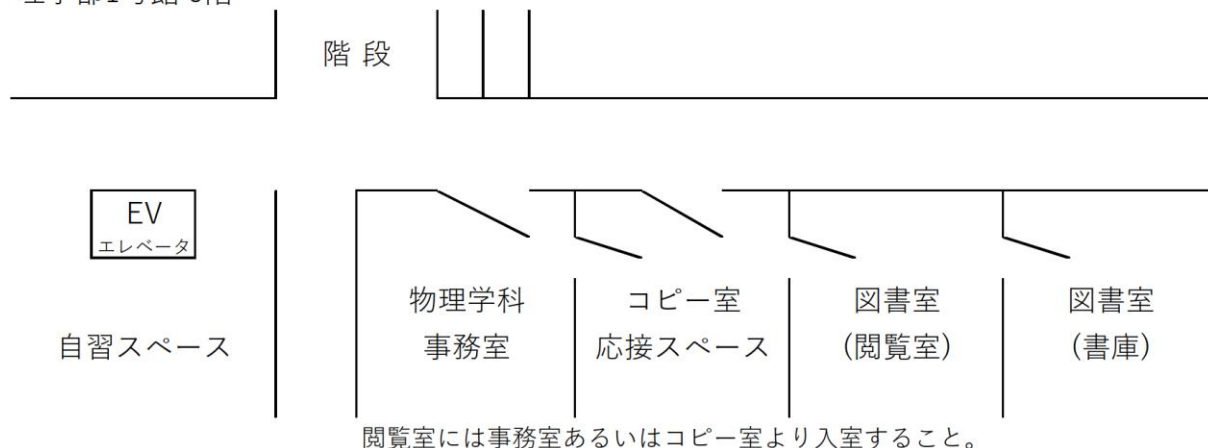 階 段
EV
エレベータ
自習スペース
物理学科
事務室
コピー室
応接スペース
図書室
(閲覧室)
図書室
(書庫)
閲覧室には事務室あるいはコピー室より入室すること。